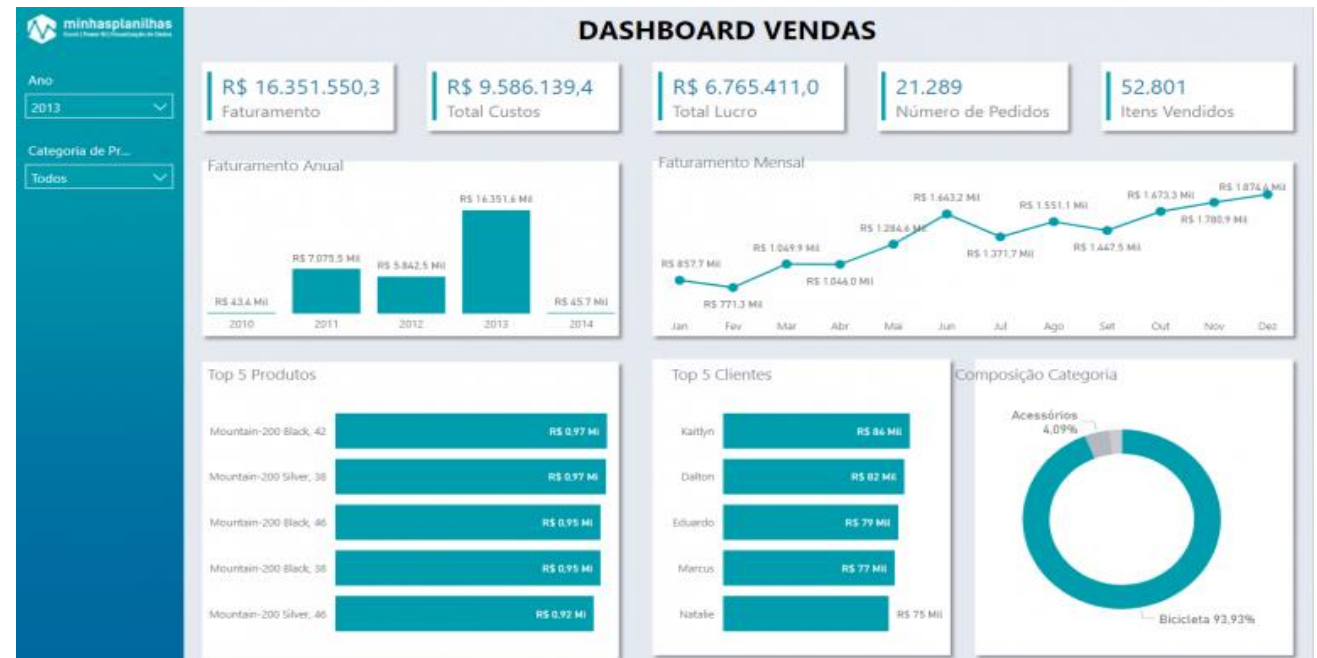 minhasplanilhas
DASHBOARD VENDAS
Ano
2013
Categoria de Pr...
Todos
R$ 16.351.550,3
Faturamento
R$ 9.586.139,4
Total Custos
R$ 6.765.411,0
Total Lucro
21.289
Número de Pedidos
52.801
Itens Vendidos
Faturamento Anual
R$ 43,4 Mil
R$ 7.075,5 Mil
R$ 5.842,5 Mil
R$ 16.351,6 Mil
R$ 45,7 Mil
2010 2011 2012 2013 2014
Faturamento Mensal
R$ 857,7 Mil
R$ 771,3 Mil
R$ 1.049,9 Mil
R$ 1.046,0 Mil
R$ 1.284,6 Mil
R$ 1.643,2 Mil
R$ 1.371,7 Mil
R$ 1.551,1 Mil
R$ 1.447,5 Mil
R$ 1.673,3 Mil
R$ 1.780,9 Mil
R$ 1.874,4 Mil
Jan Fev Mar Abr Mai Jun Jul Ago Set Out Nov Dez
Top 5 Produtos
Mountain-200 Black, 42 R$ 0,97 Mi
Mountain-200 Silver, 38 R$ 0,97 Mi
Mountain-200 Black, 46 R$ 0,95 Mi
Mountain-200 Black, 38 R$ 0,95 Mi
Mountain-200 Silver, 46 R$ 0,92 Mi
Top 5 Clientes
Kaitlyn R$ 84 Mil
Dalton R$ 82 Mil
Eduardo R$ 79 Mil
Marcus R$ 77 Mil
Natalie R$ 75 Mil
Composição Categoria
Acessórios
4,09%
Bicicleta 93,93%